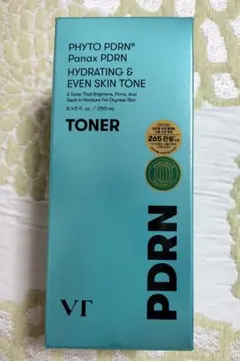 PHYTO PDRN®
Panax PDRN
HYDRATING &
EVEN SKIN TONE
A Toner That Brightens, Firms, And
Seals In Moisture For Dryness Skin
8.45 fl. oz. / 250 mL
TONER
265
PDRN
VT